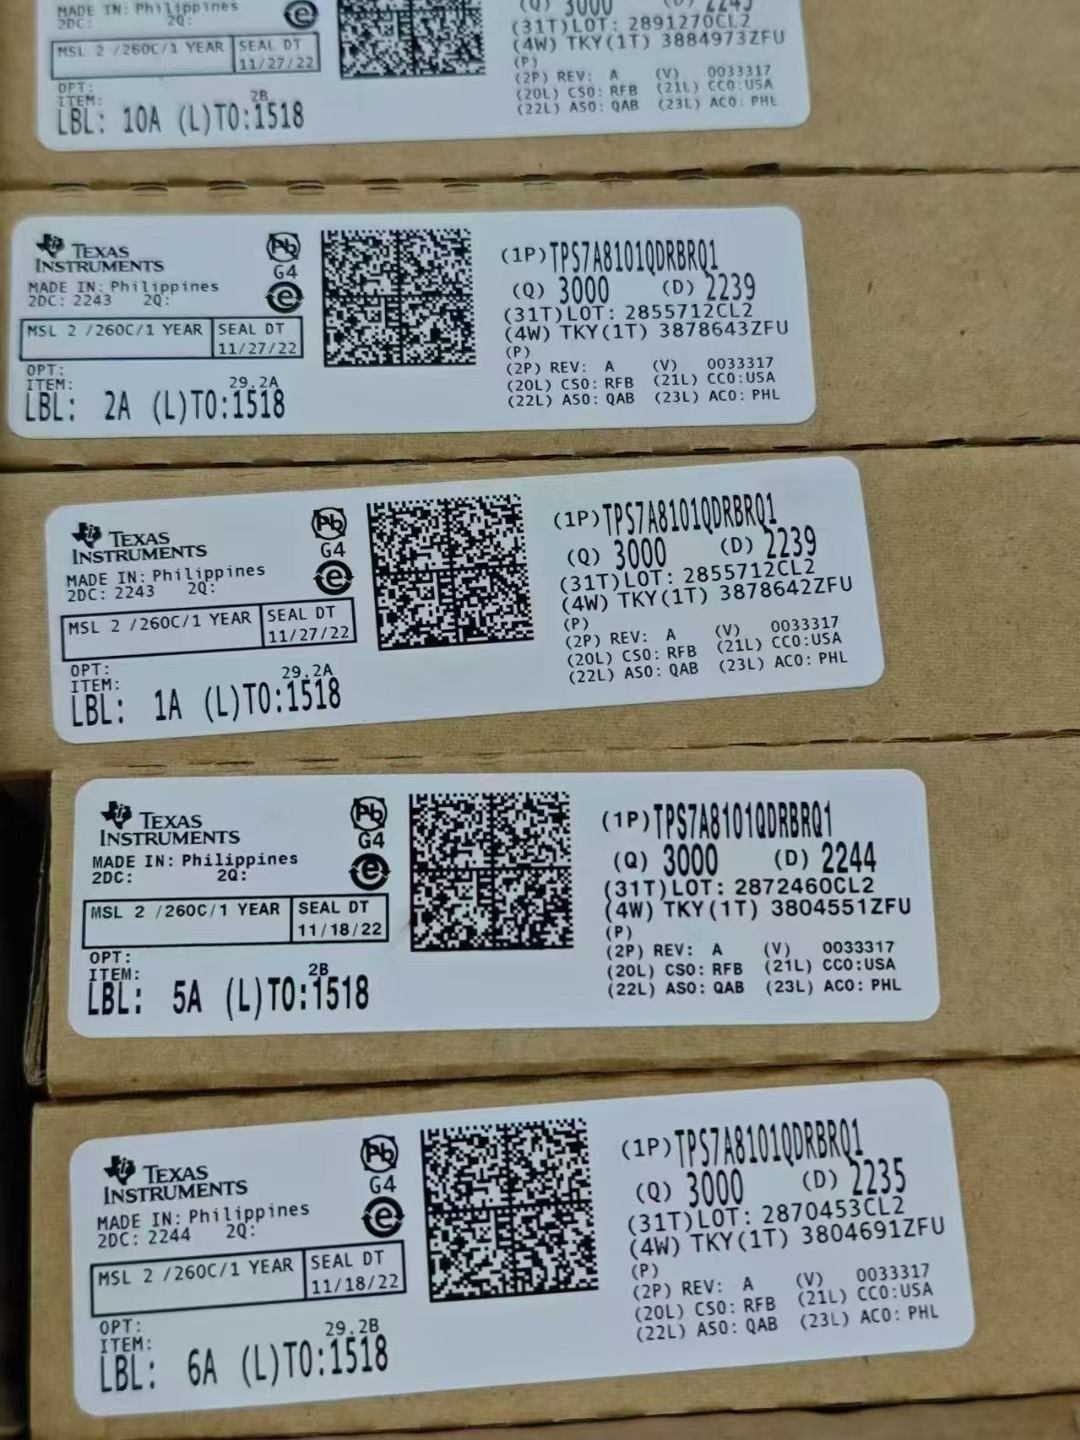 MADE IN: Philippines
2DC: 2Q:
MSL 2 /260C/1 YEAR
SEAL DT
11/27/22
OPT:
ITEM: 2B
LBL: 10A (L)TO:1518
(Q) 3000 (D) 2243
(31T)LOT: 2891270CL2
(4W) TKY(1T) 3884973ZFU
(P)
(2P) REV: A (V) 0033317
(20L) CSO: RFB (21L) CCO:USA
(22L) ASO: QAB (23L) ACO: PHL
TEXAS
INSTRUMENTS
MADE IN: Philippines
2DC: 2243 2Q:
Pb
G4
e
MSL 2 /260C/1 YEAR
SEAL DT
11/27/22
OPT:
ITEM: 29.2A
LBL: 2A (L)TO:1518
(1P)TPS7A8101QDRBRQ1
(Q) 3000 (D) 2239
(31T)LOT: 2855712CL2
(4W) TKY(1T) 3878643ZFU
(P)
(2P) REV: A (V) 0033317
(20L) CSO: RFB (21L) CCO:USA
(22L) ASO: QAB (23L) ACO: PHL
TEXAS
INSTRUMENTS
MADE IN: Philippines
2DC: 2243 2Q:
Pb
G4
e
MSL 2 /260C/1 YEAR
SEAL DT
11/27/22
OPT:
ITEM: 29.2A
LBL: 1A (L)TO:1518
(1P)TPS7A8101QDRBRQ1
(Q) 3000 (D) 2239
(31T)LOT: 2855712CL2
(4W) TKY(1T) 3878642ZFU
(P)
(2P) REV: A (V) 0033317
(20L) CSO: RFB (21L) CCO:USA
(22L) ASO: QAB (23L) ACO: PHL
TEXAS
INSTRUMENTS
MADE IN: Philippines
2DC: 2Q:
Pb
G4
e
MSL 2 /260C/1 YEAR
SEAL DT
11/18/22
OPT:
ITEM: 2B
LBL: 5A (L)TO:1518
(1P)TPS7A8101QDRBRQ1
(Q) 3000 (D) 2244
(31T)LOT: 2872460CL2
(4W) TKY(1T) 3804551ZFU
(P)
(2P) REV: A (V) 0033317
(20L) CSO: RFB (21L) CCO:USA
(22L) ASO: QAB (23L) ACO: PHL
TEXAS
INSTRUMENTS
MADE IN: Philippines
2DC: 2244 2Q:
Pb
G4
e
MSL 2 /260C/1 YEAR
SEAL DT
11/18/22
OPT:
ITEM: 29.2B
LBL: 6A (L)TO:1518
(1P)TPS7A8101QDRBRQ1
(Q) 3000 (D) 2235
(31T)LOT: 2870453CL2
(4W) TKY(1T) 3804691ZFU
(P)
(2P) REV: A (V) 0033317
(20L) CSO: RFB (21L) CCO:USA
(22L) ASO: QAB (23L) ACO: PHL